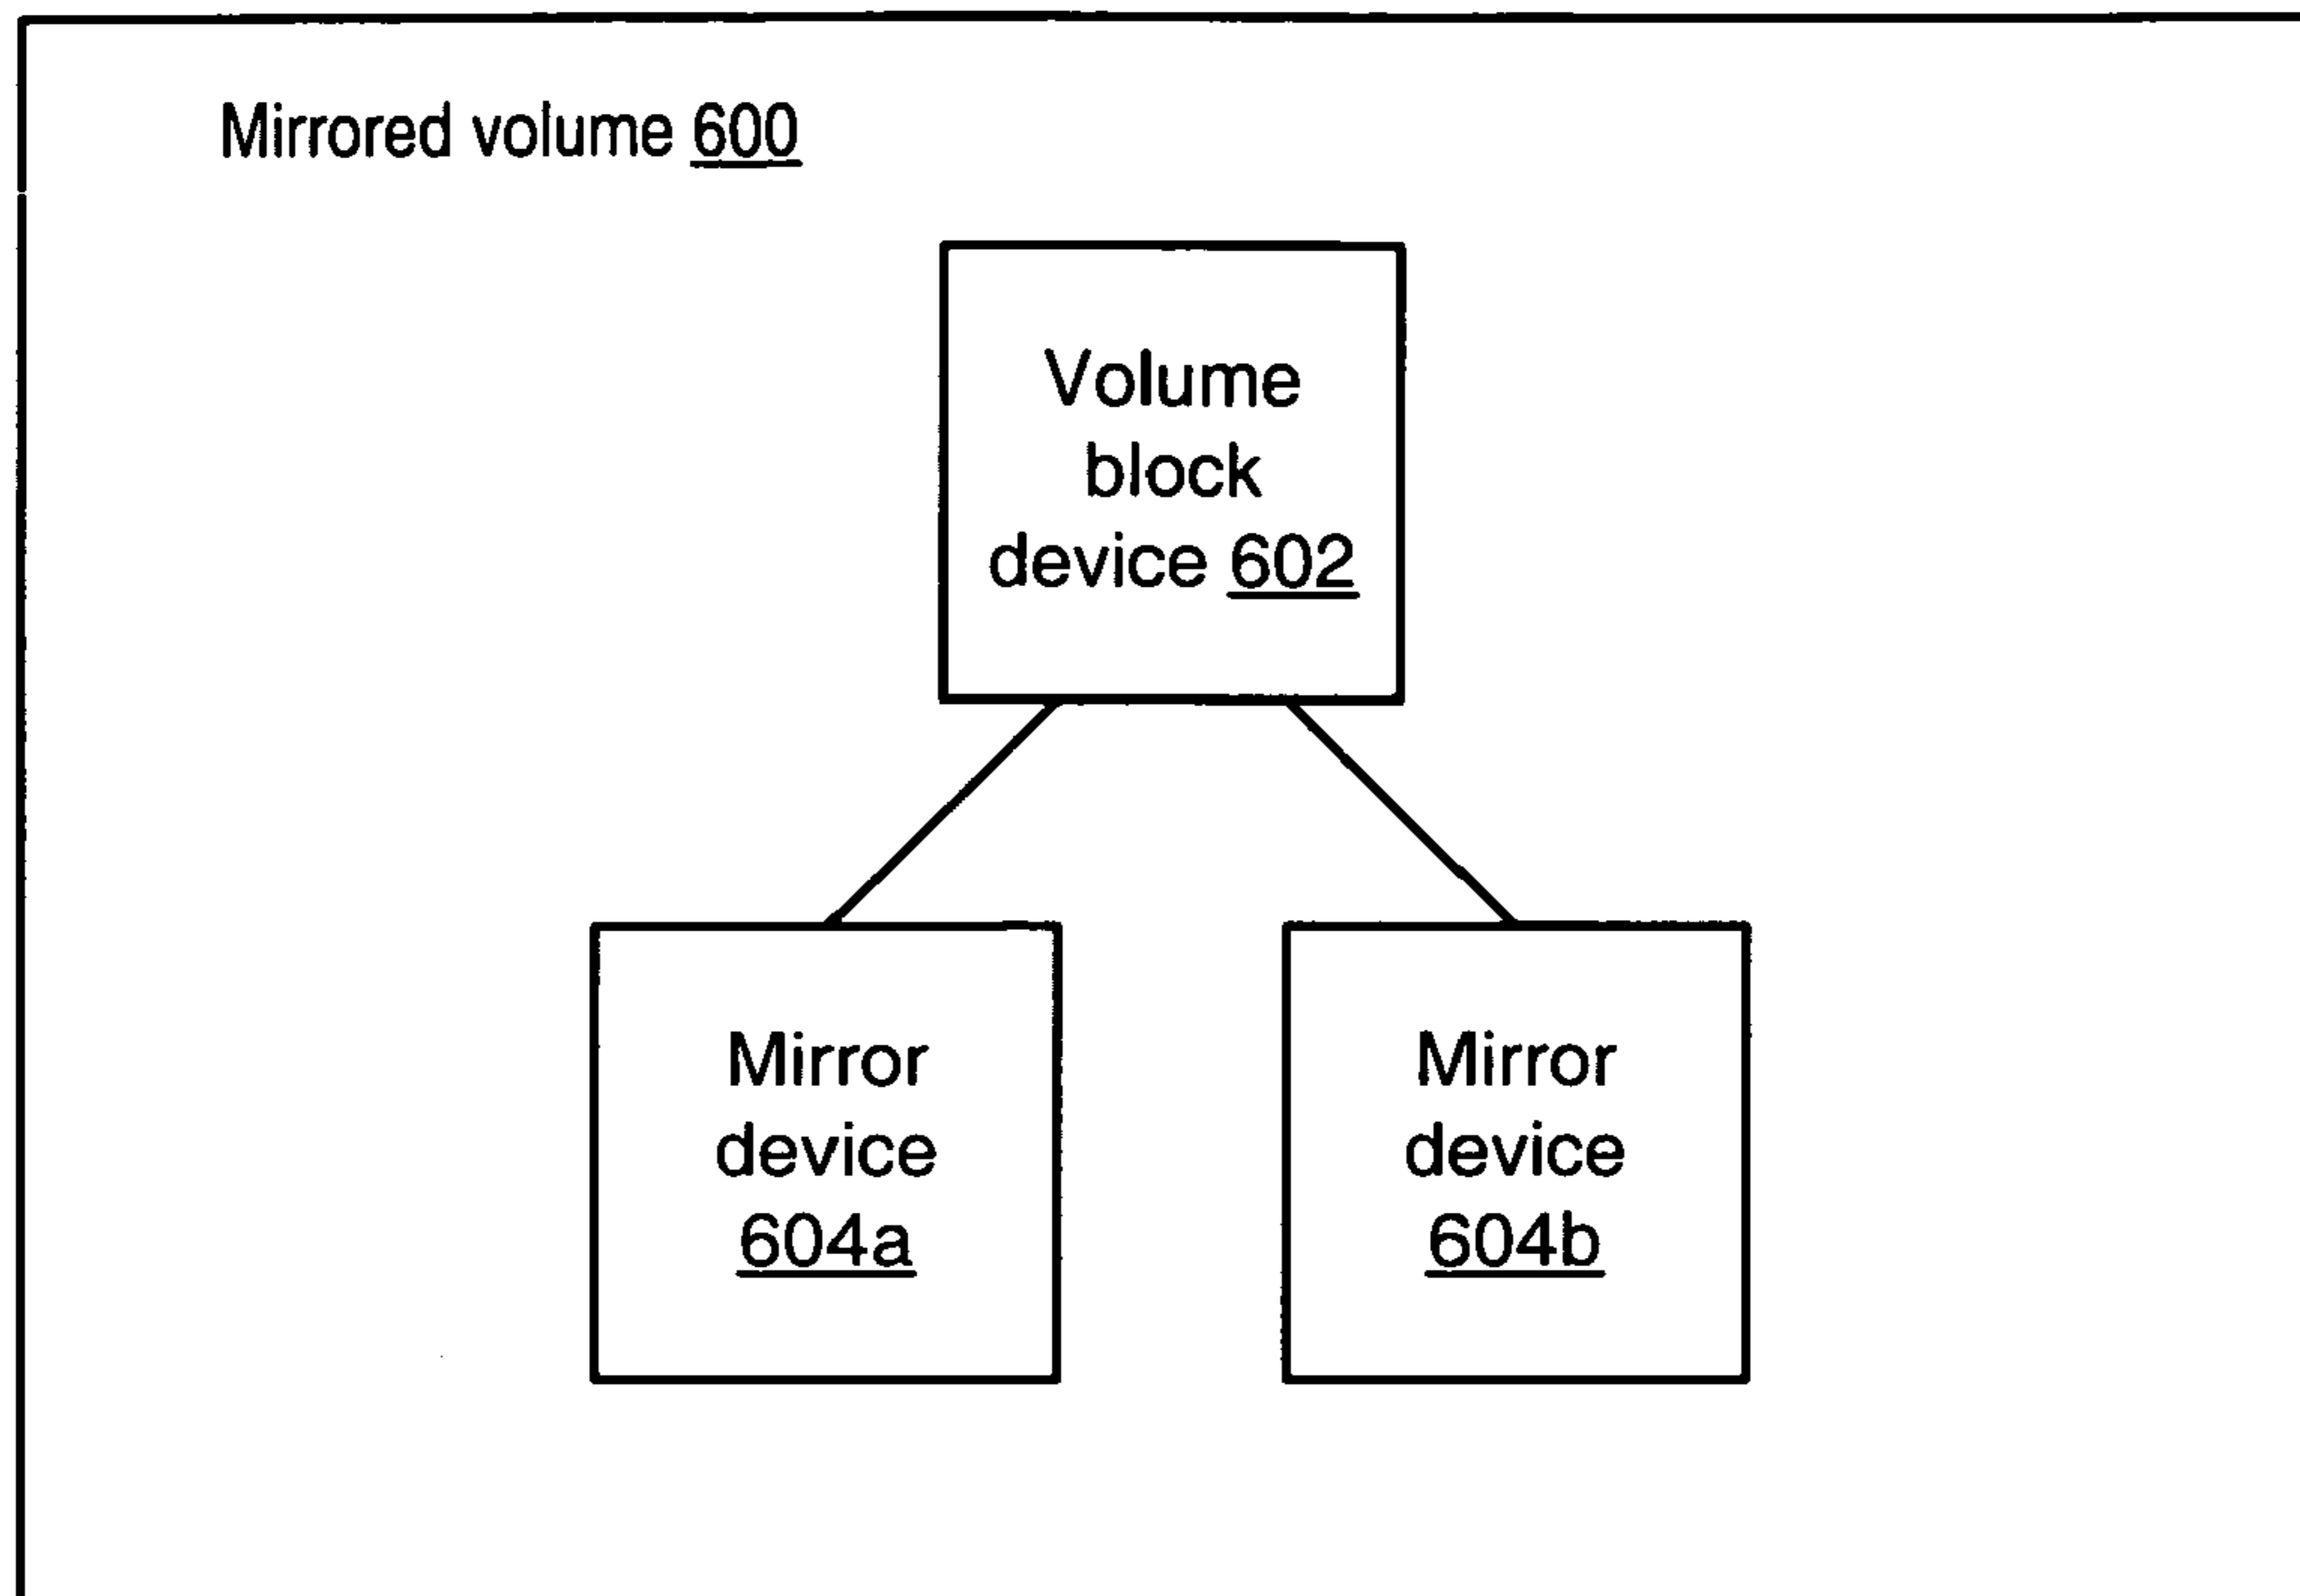 Mirrored volume 600
Volume
block
device 602
Mirror
device
604a
Mirror
device
604b